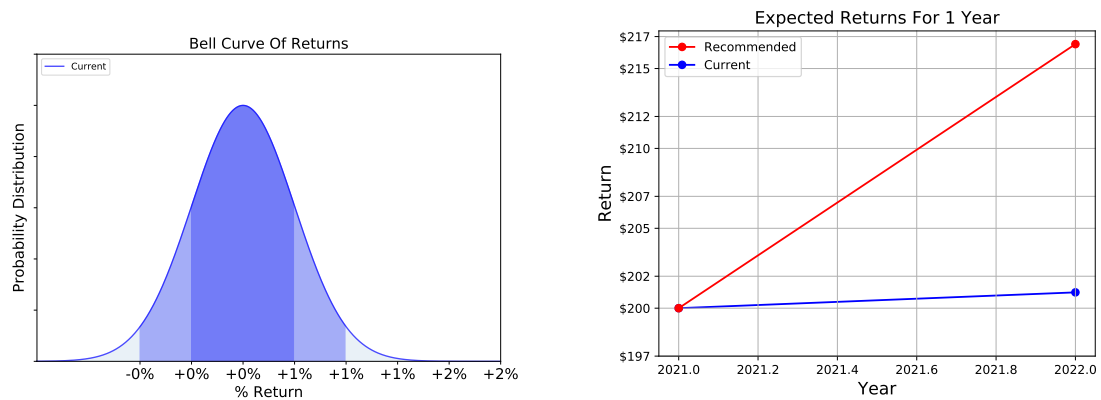 Bell Curve Of Returns
Current
Probability Distribution
-0% +0% +0% +1% +1% +1% +2% +2%
% Return
Expected Returns For 1 Year
Recommended
Current
$217
$215
$212
$210
$207
$205
$202
$200
$197
Return
2021.0 2021.2 2021.4 2021.6 2021.8 2022.0
Year